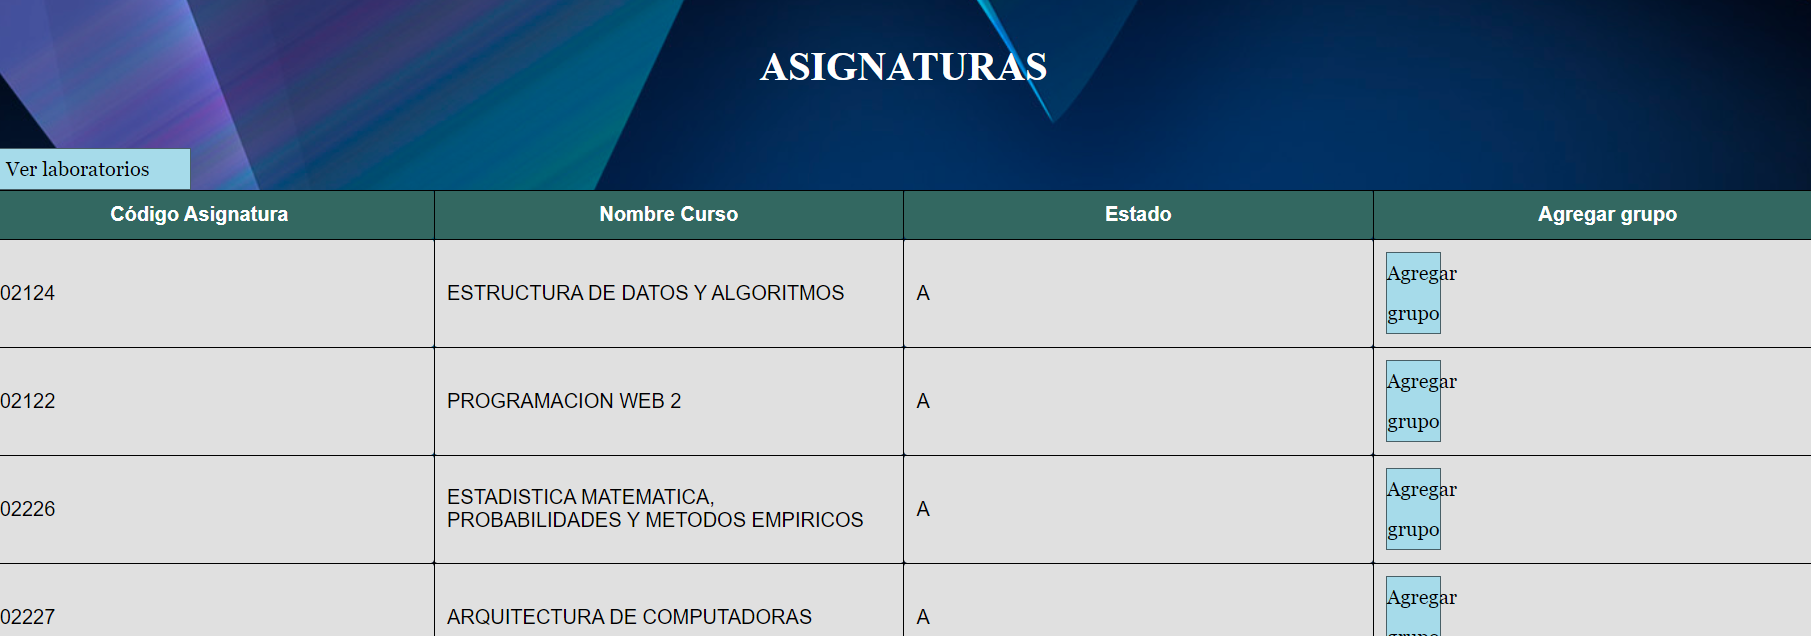 ASIGNATURAS
Ver laboratorios
Código Asignatura Nombre Curso Estado Agregar grupo
02124 ESTRUCTURA DE DATOS Y ALGORITMOS A Agregar
grupo
02122 PROGRAMACION WEB 2 A Agregar
grupo
02226 ESTADISTICA MATEMATICA,
PROBABILIDADES Y METODOS EMPIRICOS A Agregar
grupo
02227 ARQUITECTURA DE COMPUTADORAS A Agregar
grupo